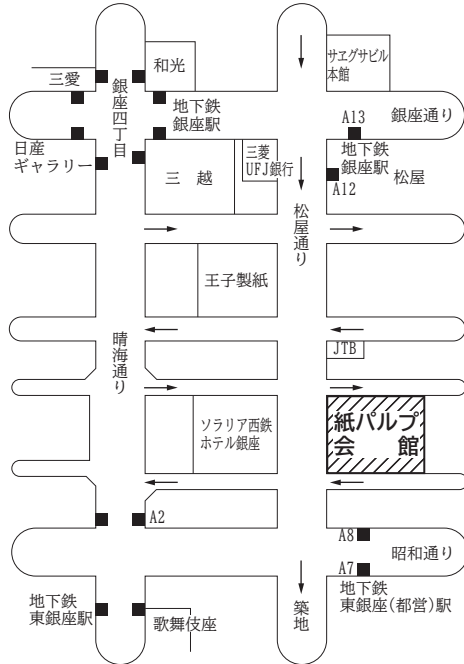 三愛
銀座四丁目
和光
サヱグサビル
本館
地下鉄
銀座駅
A13
銀座通り
日産
ギャラリー
三越
三菱
UFJ銀行
地下鉄
銀座駅
A12
松屋
松屋通り
王子製紙
晴海通り
JTB
ソラリア西鉄
ホテル銀座
紙パルプ
会館
A2
A8
昭和通り
A7
地下鉄
東銀座(都営)駅
地下鉄
東銀座駅
歌舞伎座
築地